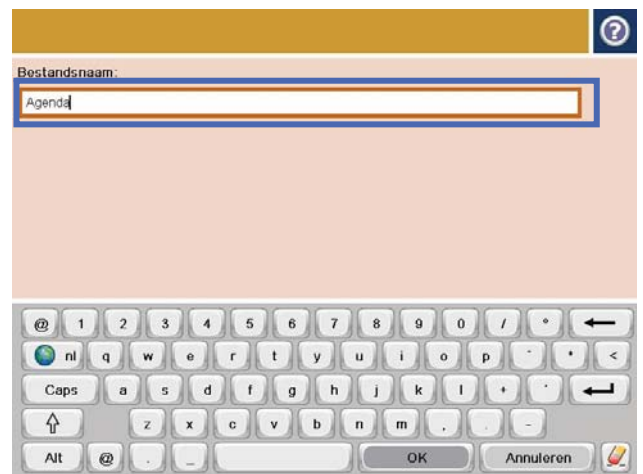 ?
Bestandsnaam:
Agenda
@ 1 2 3 4 5 6 7 8 9 0 / °
nl q w e r t y u i o p <
Caps a s d f g h j k l +
z x c v b n m , . -
Alt @ . _ OK Annuleren